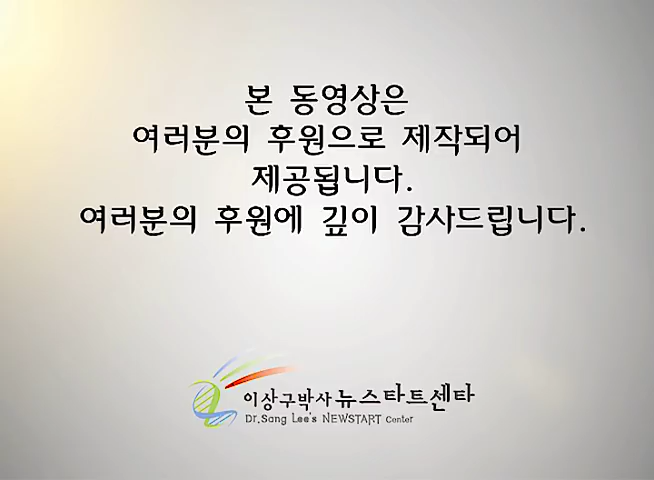 본 동영상은
여러분의 후원으로 제작되어
제공됩니다.
여러분의 후원에 깊이 감사드립니다.
이상구박사 뉴스타트센타
Dr.Sang Lee's NEWSTART Center